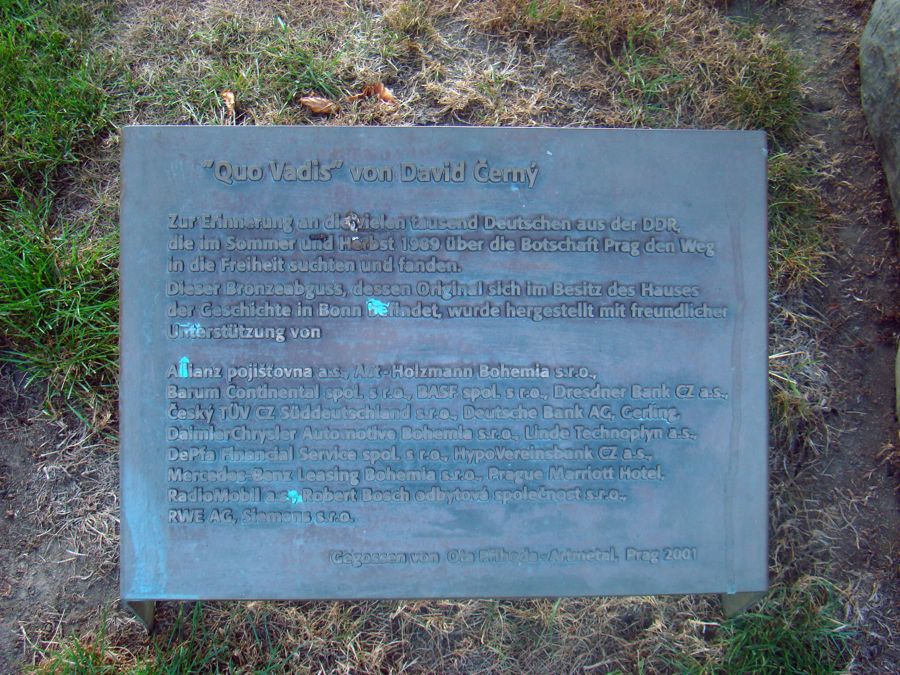 "Quo Vadis" von David Černý
Zur Erinnerung an die vielen tausend Deutschen aus der DDR,
die im Sommer und Herbst 1989 über die Botschaft Prag den Weg
in die Freiheit suchten und fanden.
Dieser Bronzeabguss, dessen Original sich im Besitz des Hauses
der Geschichte in Bonn befindet, wurde hergestellt mit freundlicher
Unterstützung von
Allianz pojišťovna a.s., Aut-Holzmann Bohemia s.r.o.,
Barum Continental spol. s r.o., BASF spol. s r.o., Dresdner Bank CZ a.s.,
Český TÜV CZ Süddeutschland s.r.o., Deutsche Bank AG, Gerling,
DaimlerChrysler Automotive Bohemia s.r.o., Linde Technoplyn a.s.,
DePfa Financial Service spol. s r.o., HypoVereinsbank CZ a.s.,
Mercedes-Benz Leasing Bohemia s.r.o., Prague Marriott Hotel,
RadioMobil a.s., Robert Bosch odbytová společnost s.r.o.,
RWE AG, Siemens s.r.o.
Gegossen von Ota Příhoda-Artmetal, Prag 2001